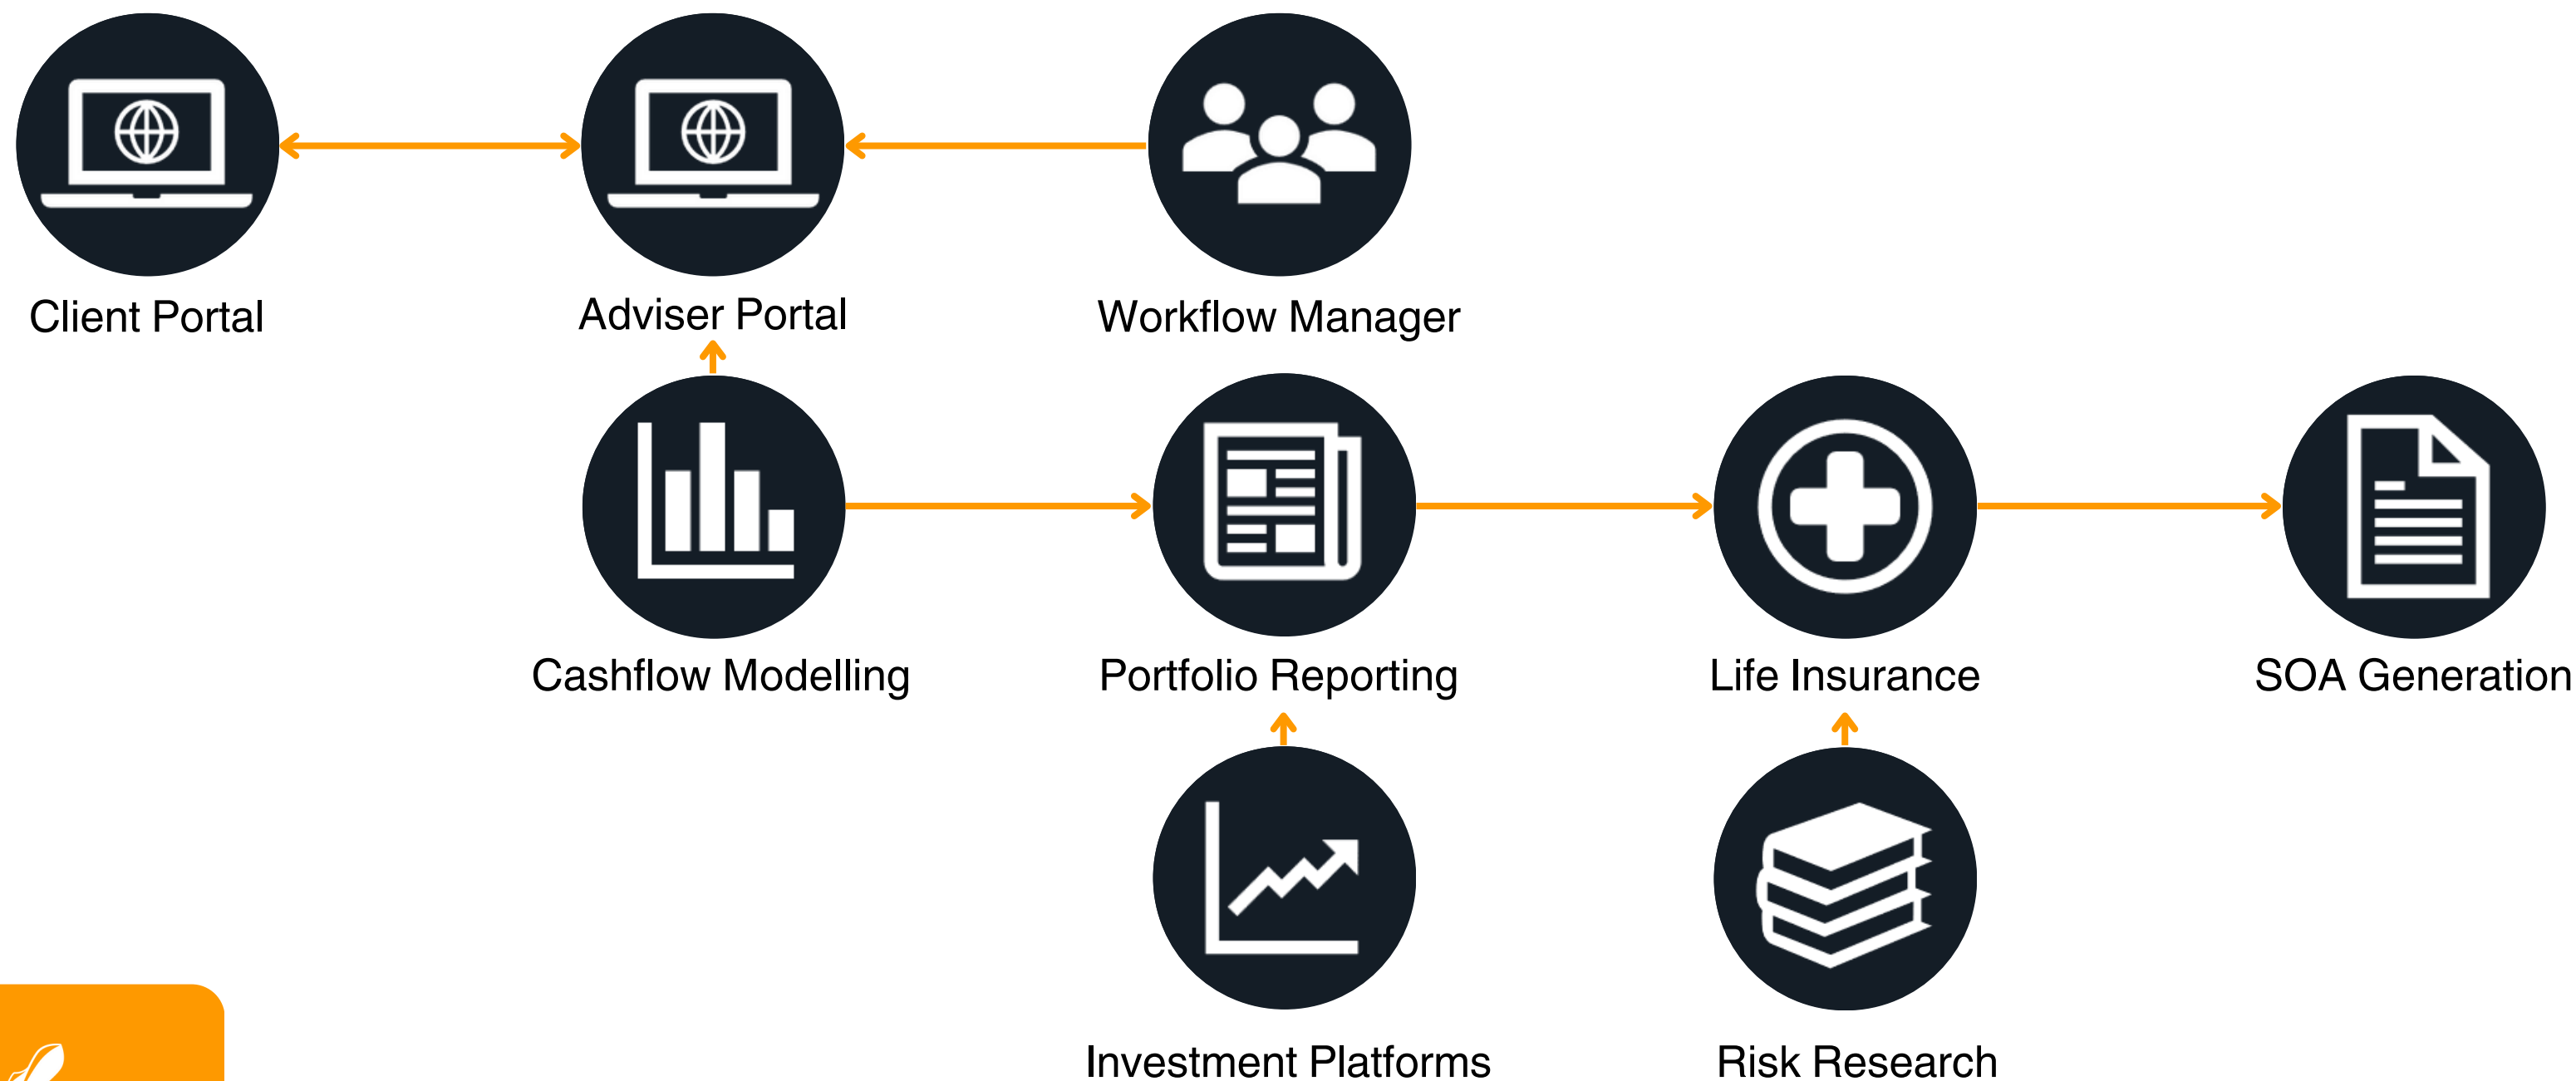 Client Portal
Adviser Portal
Workflow Manager
Cashflow Modelling
Portfolio Reporting
Life Insurance
SOA Generation
Investment Platforms
Risk Research